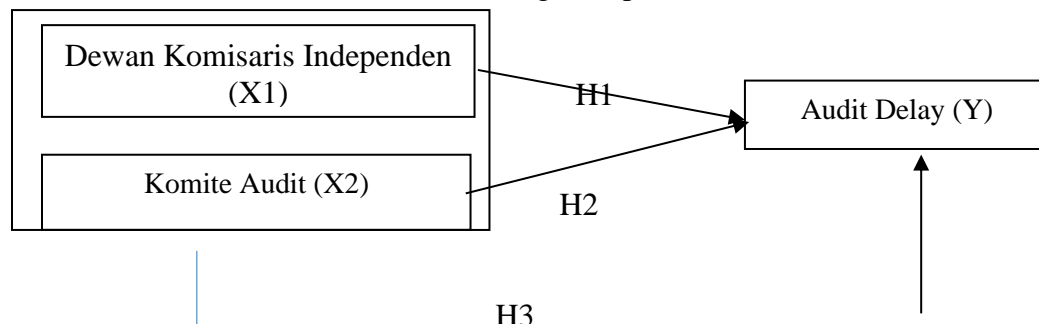 Dewan Komisaris Independen
(X1)
H1
Audit Delay (Y)
Komite Audit (X2)
H2
H3